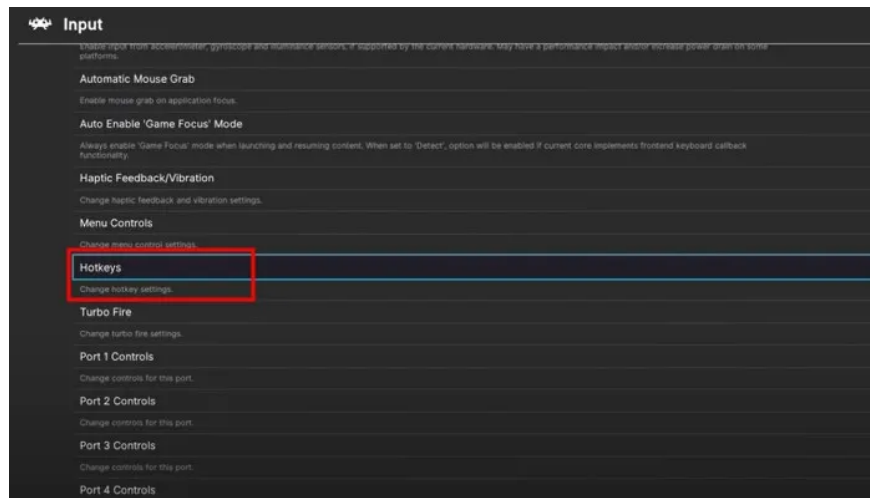 Input
Enable input from accelerometer, gyroscope and illuminance sensors, if supported by the current hardware. May have a performance impact and/or increase power drain on some
platforms.
Automatic Mouse Grab
Enable mouse grab on application focus.
Auto Enable 'Game Focus' Mode
Always enable 'Game Focus' mode when launching and resuming content. When set to 'Detect', option will be enabled if current core implements frontend keyboard callback
functionality.
Haptic Feedback/Vibration
Change haptic feedback and vibration settings.
Menu Controls
Change menu control settings.
Hotkeys
Change hotkey settings.
Turbo Fire
Change turbo fire settings.
Port 1 Controls
Change controls for this port.
Port 2 Controls
Change controls for this port.
Port 3 Controls
Change controls for this port.
Port 4 Controls